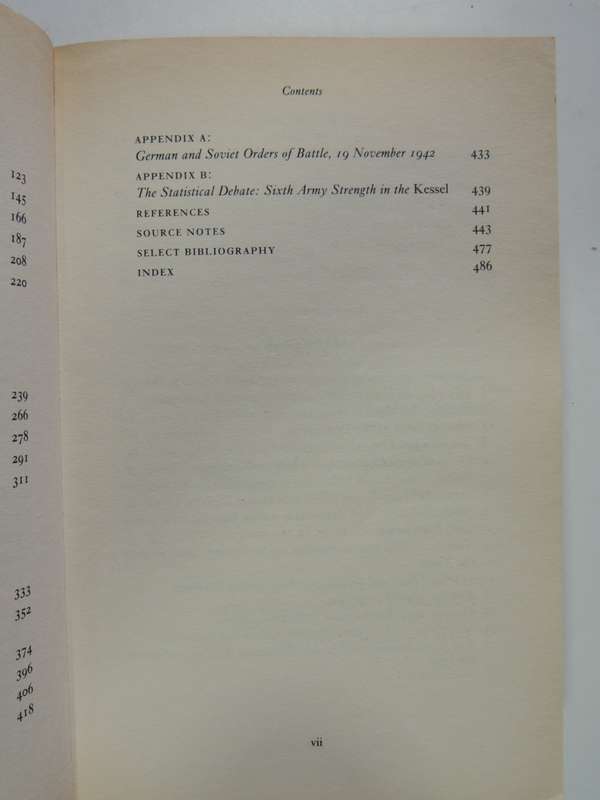 123
145
166
187
208
220
239
266
278
291
311
333
352
374
396
406
418
Contents
APPENDIX A:
German and Soviet Orders of Battle, 19 November 1942 433
APPENDIX B:
The Statistical Debate: Sixth Army Strength in the Kessel 439
REFERENCES 441
SOURCE NOTES 443
SELECT BIBLIOGRAPHY 477
INDEX 486
vii